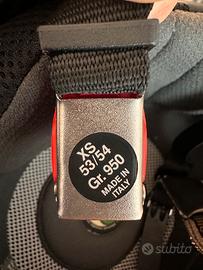 XS
53/54
Gr. 950
MADE IN
ITALY
subito